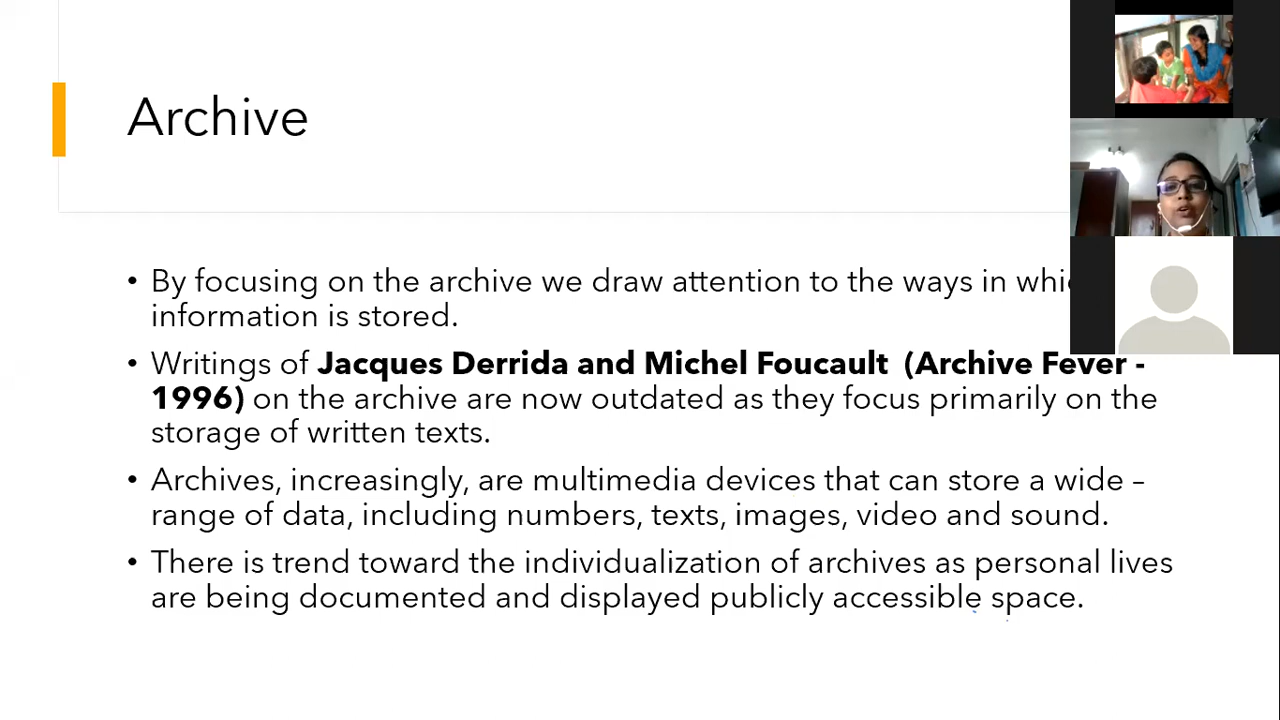 Archive
• By focusing on the archive we draw attention to the ways in
information is stored.
• Writings of Jacques Derrida and Michel Foucault (Archive Fever -
1996) on the archive are now outdated as they focus primarily on the
storage of written texts.
• Archives, increasingly, are multimedia devices that can store a wide –
range of data, including numbers, texts, images, video and sound.
• There is trend toward the individualization of archives as personal lives
are being documented and displayed publicly accessible space.